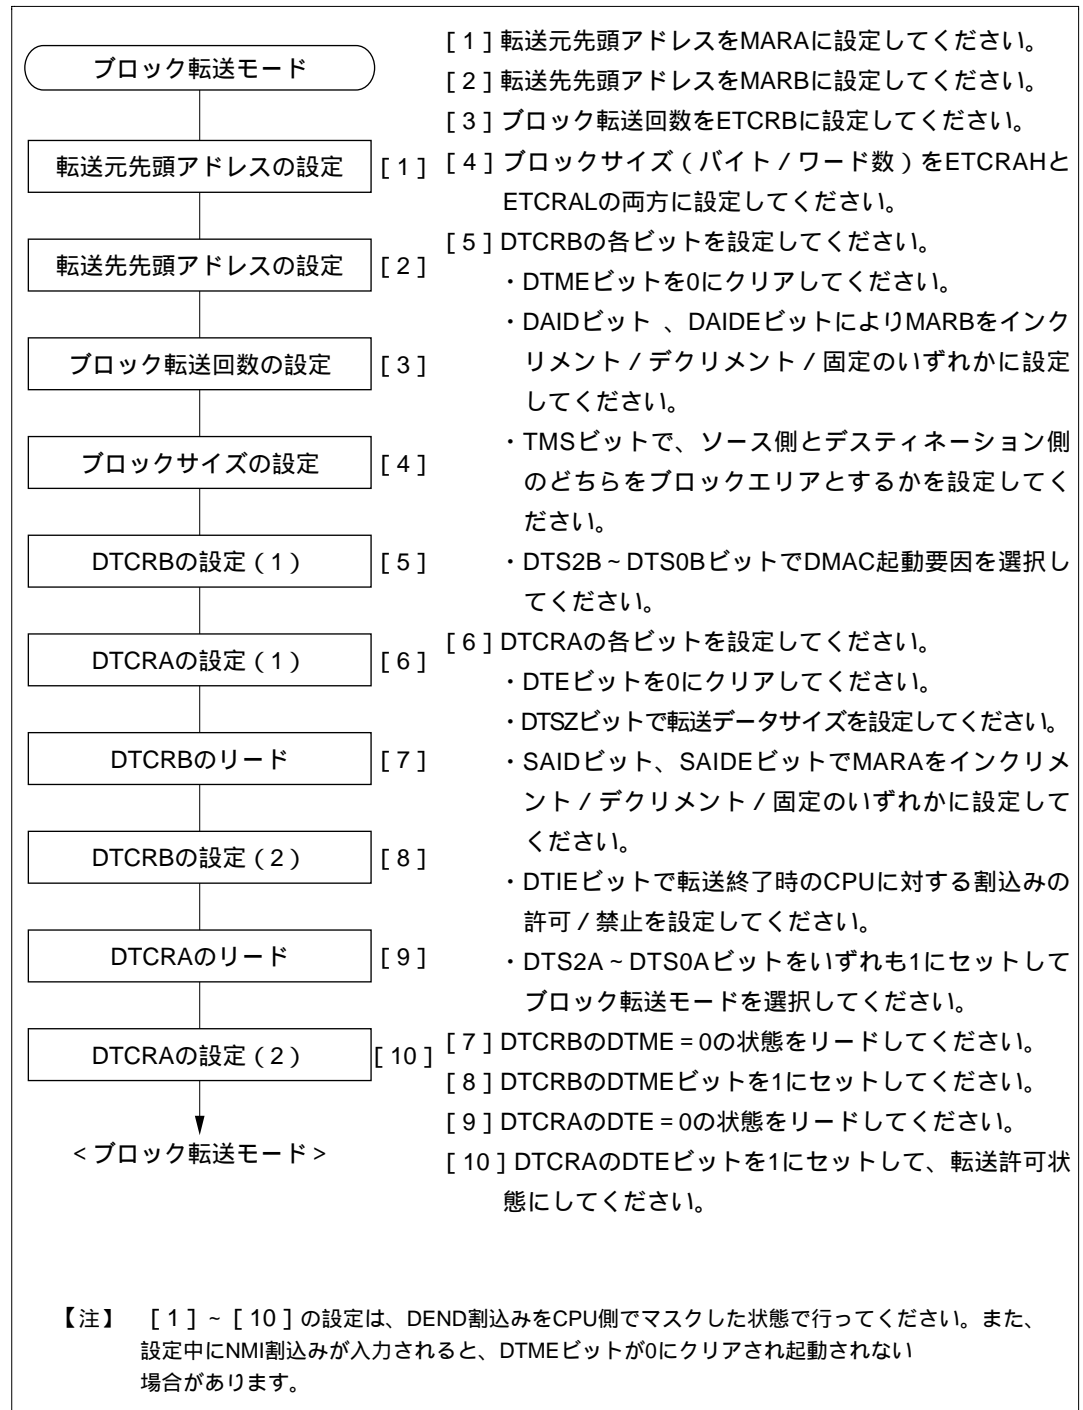 ブロック転送モード
転送元先頭アドレスの設定 [1]
転送先先頭アドレスの設定 [2]
ブロック転送回数の設定 [3]
ブロックサイズの設定 [4]
DTCRBの設定（1） [5]
DTCRAの設定（1） [6]
DTCRBのリード [7]
DTCRBの設定（2） [8]
DTCRAのリード [9]
DTCRAの設定（2） [10]
<ブロック転送モード>
[1]転送元先頭アドレスをMARAに設定してください。
[2]転送先先頭アドレスをMARBに設定してください。
[3]ブロック転送回数をETCRBに設定してください。
[4]ブロックサイズ（バイト／ワード数）をETCRAHと
ETCRALの両方に設定してください。
[5]DTCRBの各ビットを設定してください。
・DTMEビットを0にクリアしてください。
・DAIDビット、DAIDEビットによりMARBをインク
リメント／デクリメント／固定のいずれかに設定
してください。
・TMSビットで、ソース側とデスティネーション側
のどちらをブロックエリアとするかを設定してく
ださい。
・DTS2B~DTS0BビットでDMAC起動要因を選択し
てください。
[6]DTCRAの各ビットを設定してください。
・DTEビットを0にクリアしてください。
・DTSZビットで転送データサイズを設定してください。
・SAIDビット、SAIDEビットでMARAをインクリメ
ント／デクリメント／固定のいずれかに設定して
ください。
・DTIEビットで転送終了時のCPUに対する割込みの
許可／禁止を設定してください。
・DTS2A~DTS0Aビットをいずれも1にセットして
ブロック転送モードを選択してください。
[7]DTCRBのDTME=0の状態をリードしてください。
[8]DTCRBのDTMEビットを1にセットしてください。
[9]DTCRAのDTE=0の状態をリードしてください。
[10]DTCRAのDTEビットを1にセットして、転送許可状
態にしてください。
【注】 [1]~[10]の設定は、DEND割込みをCPU側でマスクした状態で行ってください。また、
設定中にNMI割込みが入力されると、DTMEビットが0にクリアされ起動されない
場合があります。